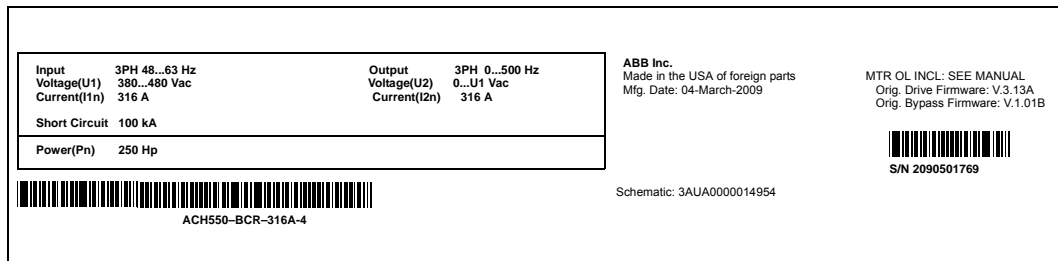 Input 3PH 48...63 Hz
Voltage(U1) 380...480 Vac
Current(I1n) 316 A
Short Circuit 100 kA
Power(Pn) 250 Hp
Output 3PH 0...500 Hz
Voltage(U2) 0...U1 Vac
Current(I2n) 316 A
ABB Inc.
Made in the USA of foreign parts
Mfg. Date: 04-March-2009
MTR OL INCL: SEE MANUAL
Orig. Drive Firmware: V.3.13A
Orig. Bypass Firmware: V.1.01B
S/N 2090501769
ACH550–BCR–316A-4
Schematic: 3AUA0000014954